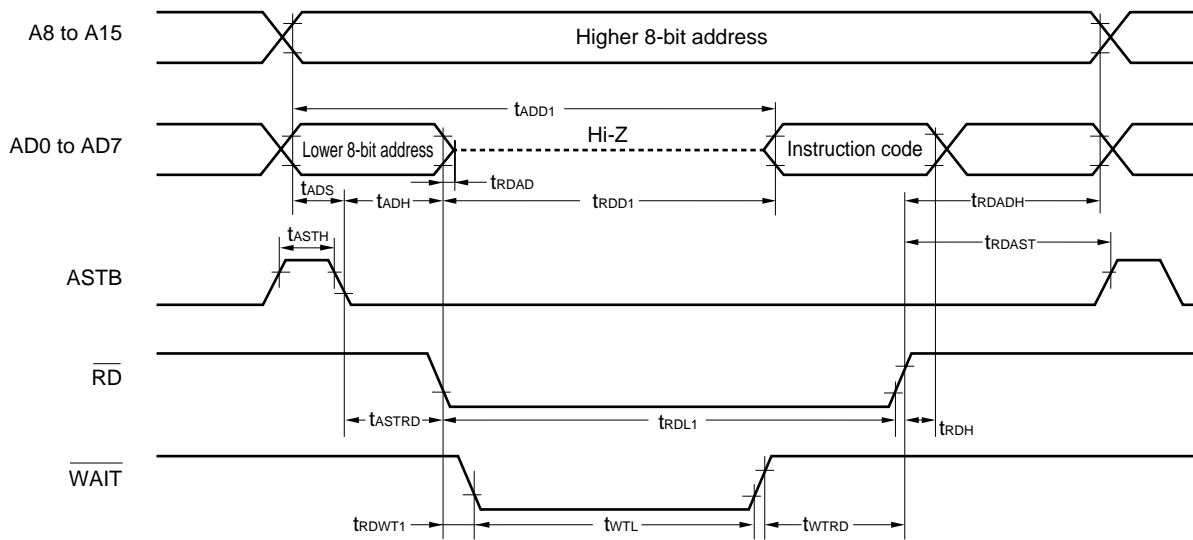 A8 to A15
Higher 8-bit address
tADD1
AD0 to AD7
Lower 8-bit address
Hi-Z
Instruction code
tRDAD
tADS
tADH
tRDD1
tRDADH
tASTH
tRDAST
ASTB
RD
tASTRD
tRDL1
tRDH
WAIT
tRDWT1
tWTL
tWTRD